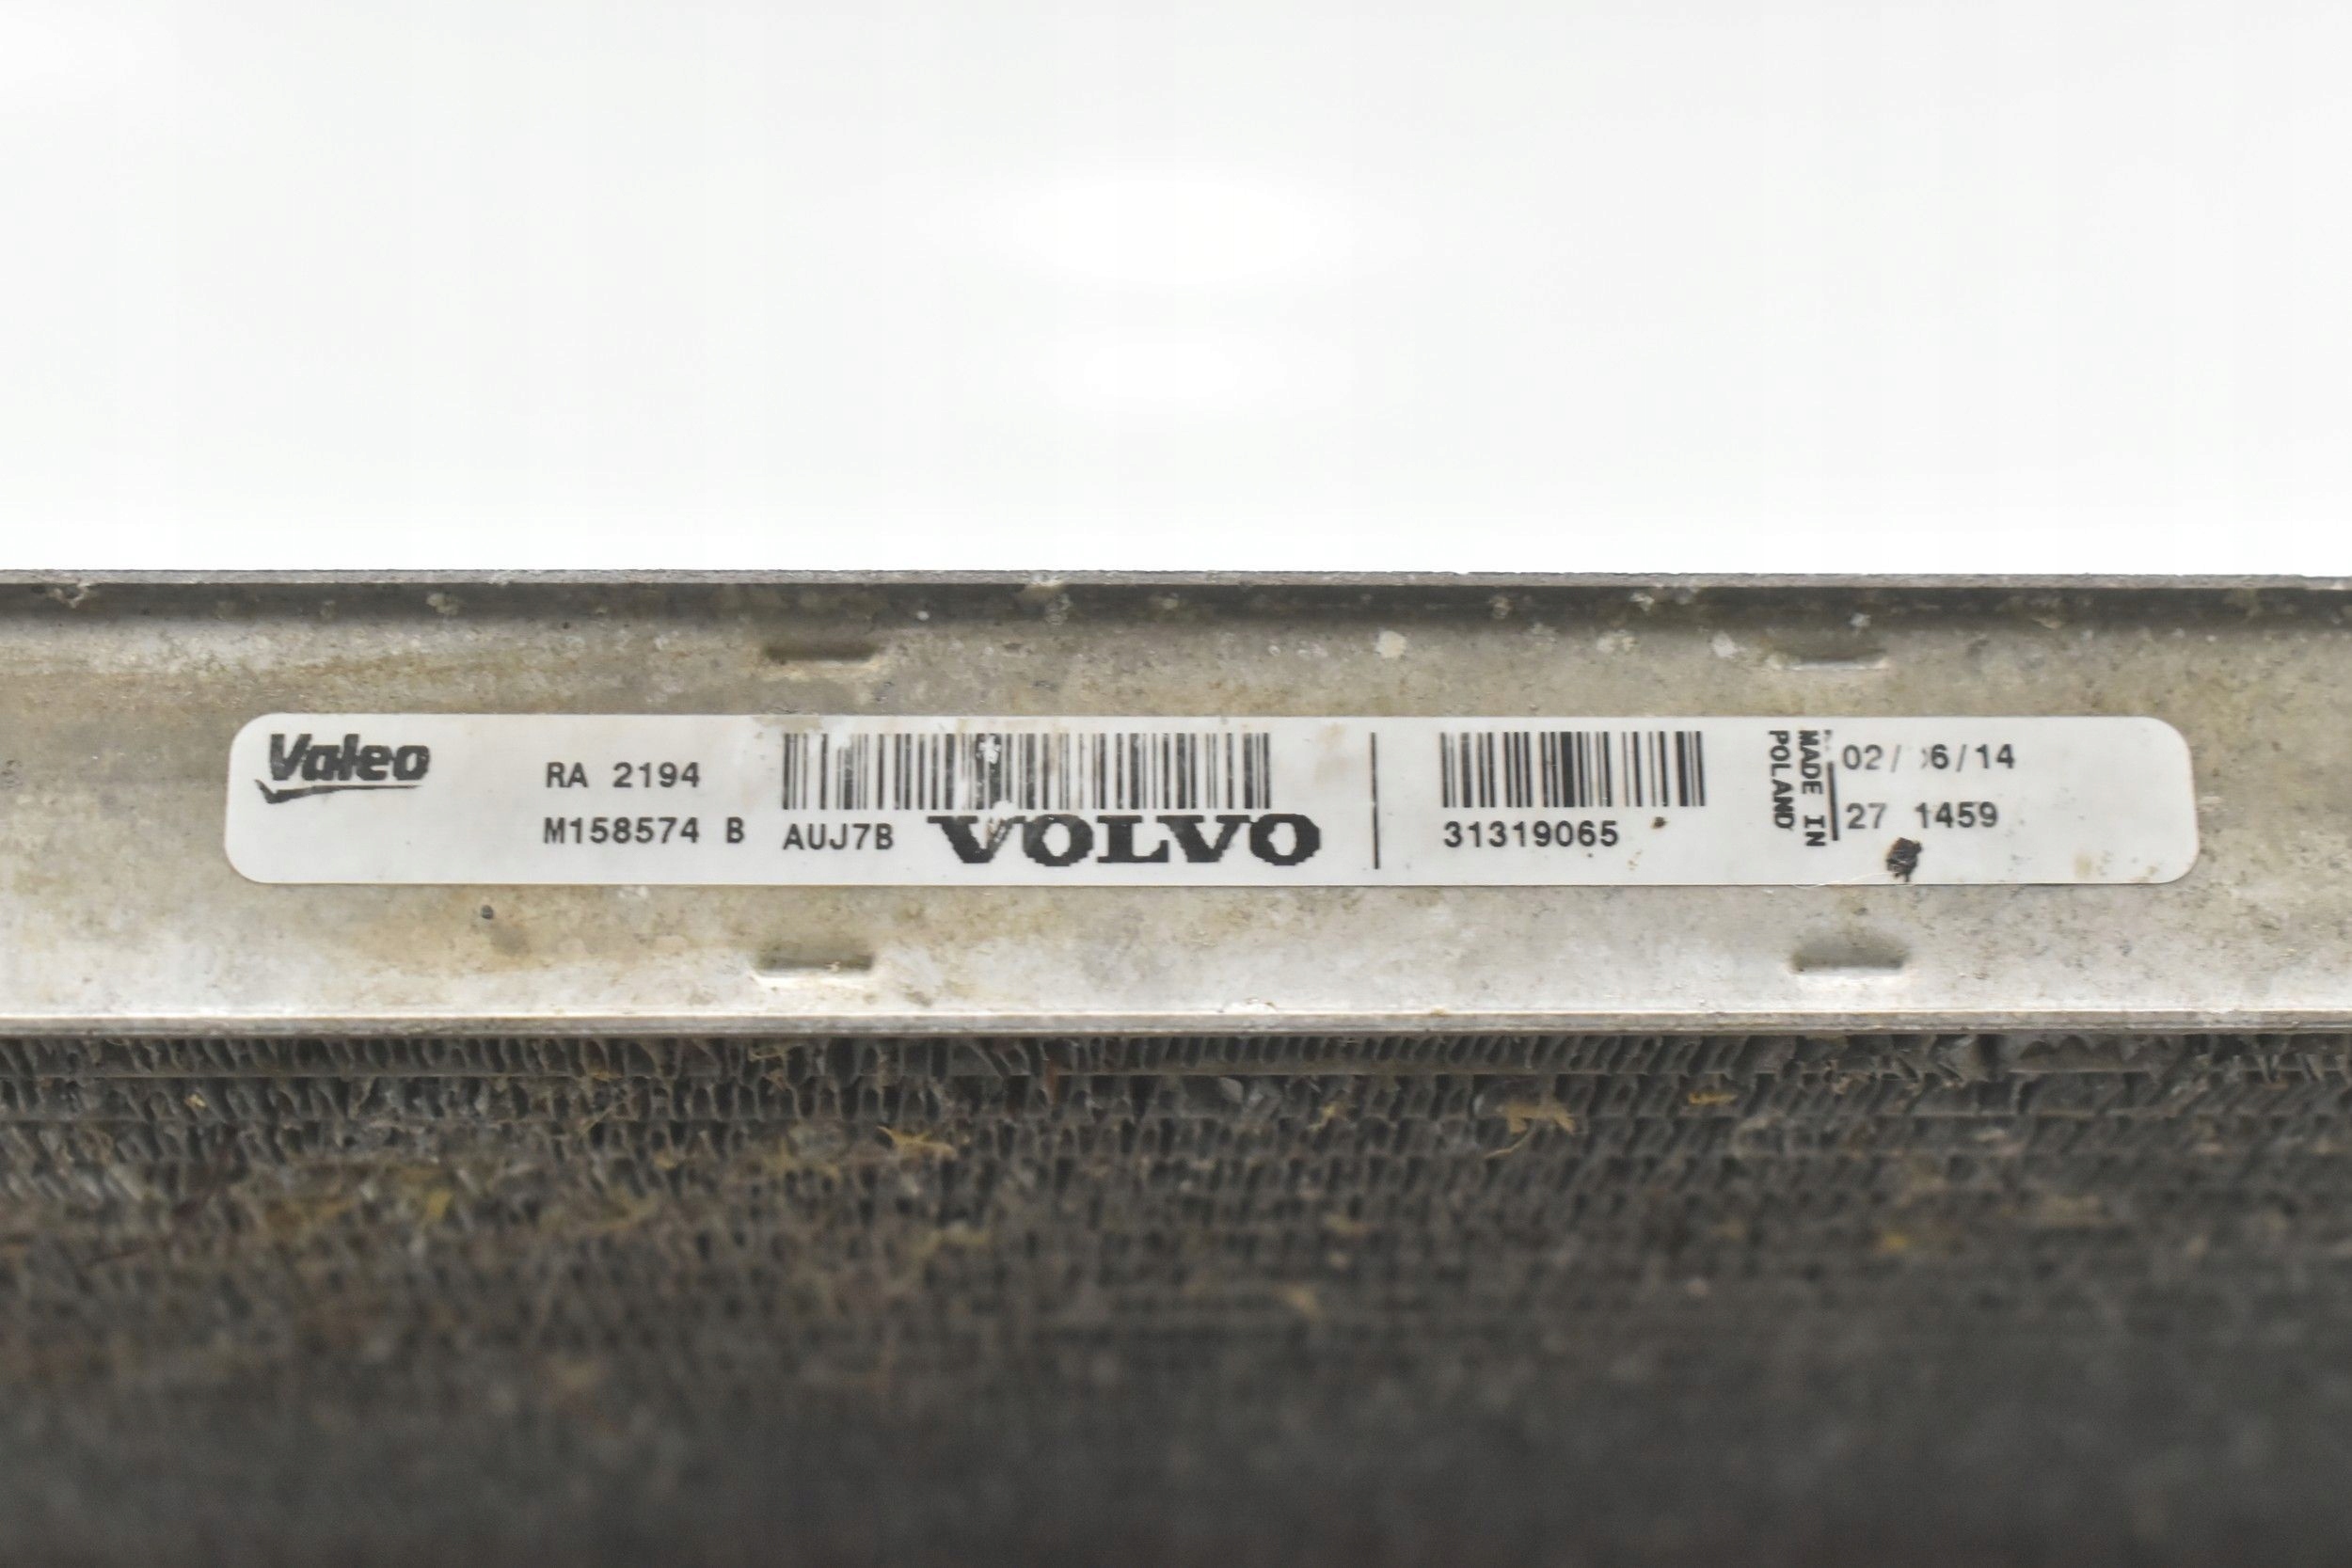 Valeo
RA 2194
M158574 B
AUJ7B
VOLVO
31319065
MADE IN
POLAND
02/ 6/14
27 1459